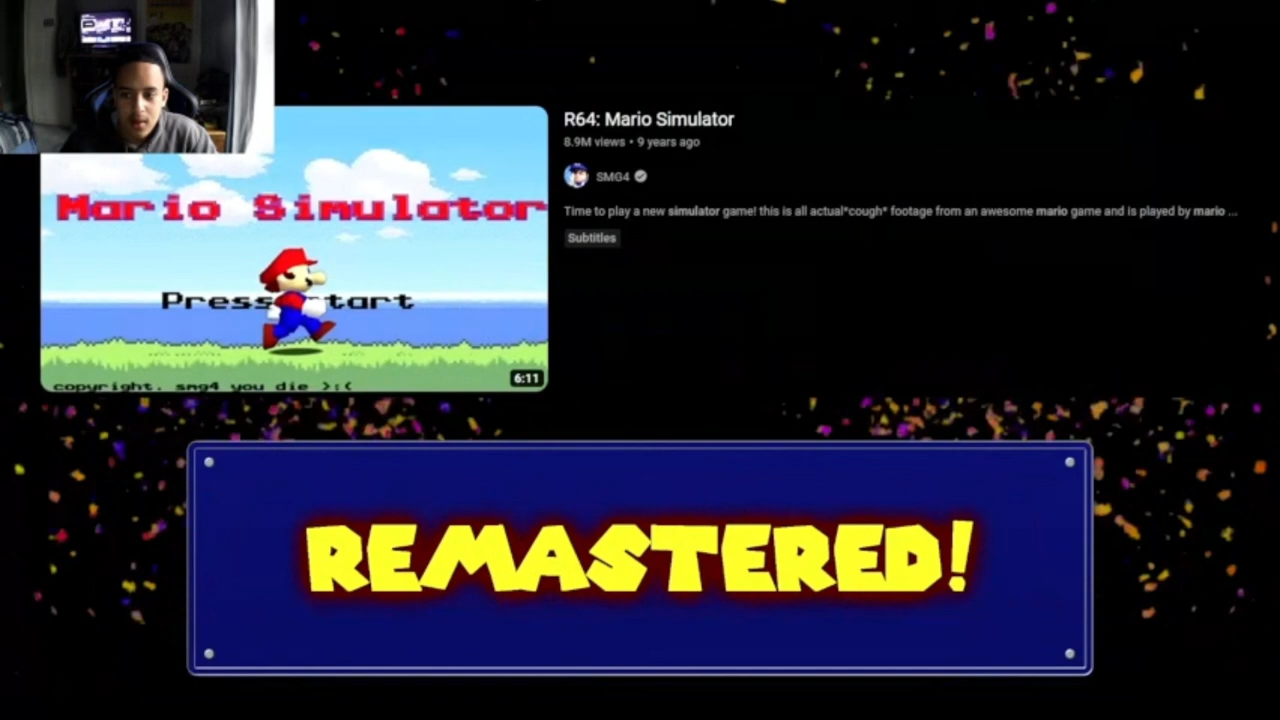 Mario Simulator
Press tart
copyright. smg4 you die >:(
6:11
R64: Mario Simulator
8.9M views • 9 years ago
SMG4
Time to play a new simulator game! this is all actual*cough* footage from an awesome mario game and is played by mario ...
Subtitles
REMASTERED!